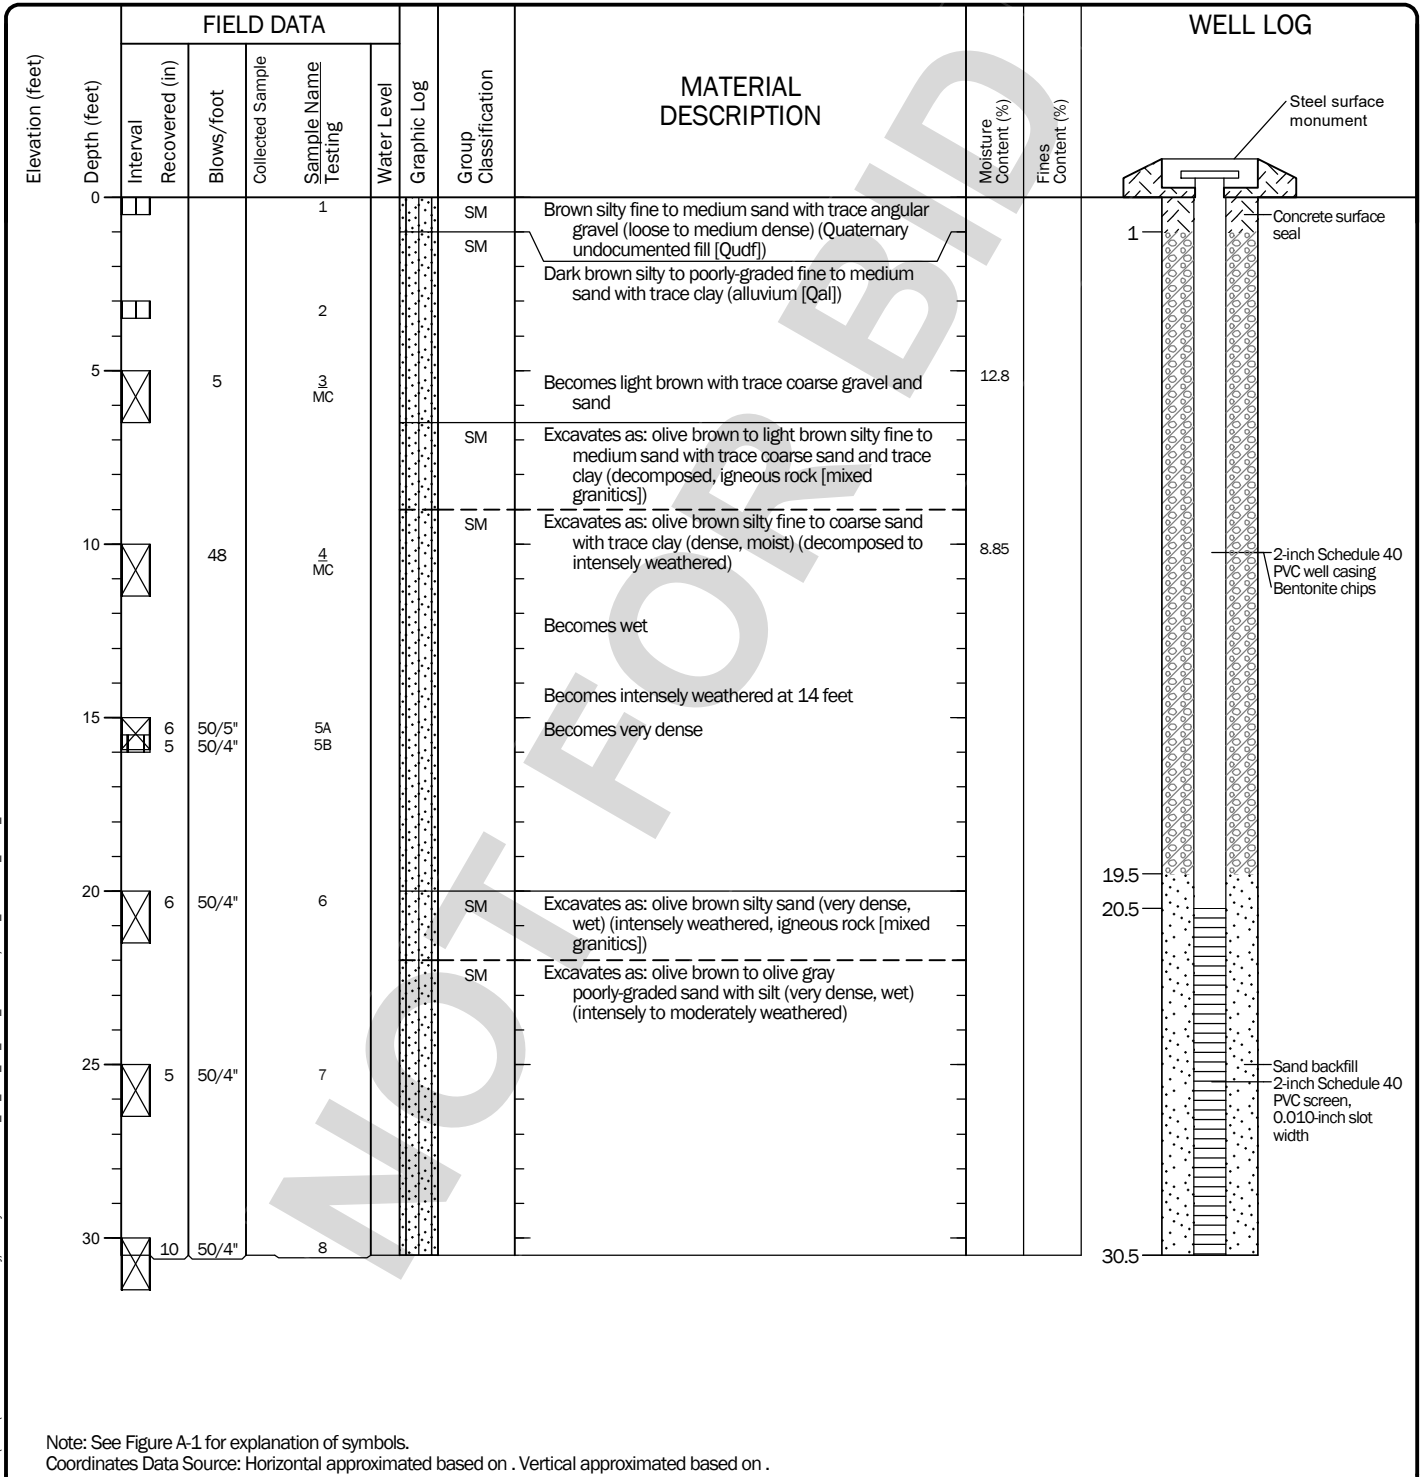 FIELD DATA
WELL LOG
Elevation (feet)
Depth (feet)
Interval
Recovered (in)
Blows/foot
Collected Sample
Sample Name
Testing
Water Level
Graphic Log
Group
Classification
MATERIAL
DESCRIPTION
Moisture
Content (%)
Fines
Content (%)
Steel surface
monument
0
1
SM
Brown silty fine to medium sand with trace angular
gravel (loose to medium dense) (Quaternary
undocumented fill [Qudf])
Concrete surface
seal
1
SM
Dark brown silty to poorly-graded fine to medium
sand with trace clay (alluvium [Qal])
2
5
5
3
MC
Becomes light brown with trace coarse gravel and
sand
12.8
SM
Excavates as: olive brown to light brown silty fine to
medium sand with trace coarse sand and trace
clay (decomposed, igneous rock [mixed
granitics])
SM
Excavates as: olive brown silty fine to coarse sand
with trace clay (dense, moist) (decomposed to
intensely weathered)
10
48
4
MC
8.85
2-inch Schedule 40
PVC well casing
Bentonite chips
Becomes wet
Becomes intensely weathered at 14 feet
15
6 50/5" 5A
5 50/4" 5B
Becomes very dense
19.5
20
6 50/4" 6
SM
Excavates as: olive brown silty sand (very dense,
wet) (intensely weathered, igneous rock [mixed
granitics])
20.5
SM
Excavates as: olive brown to olive gray
poorly-graded sand with silt (very dense, wet)
(intensely to moderately weathered)
25
5 50/4" 7
Sand backfill
2-inch Schedule 40
PVC screen,
0.010-inch slot
width
30
10 50/4" 8
30.5
NOT FOR BID
Note: See Figure A-1 for explanation of symbols.
Coordinates Data Source: Horizontal approximated based on . Vertical approximated based on .